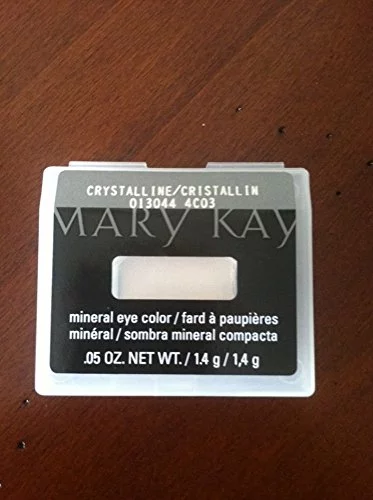 CRYSTALLINE/CRISTALLIN
013044 4C03
MARY KAY
mineral eye color / fard à paupières
minéral / sombra mineral compacta
.05 OZ. NET WT. / 1.4 g / 1,4 g